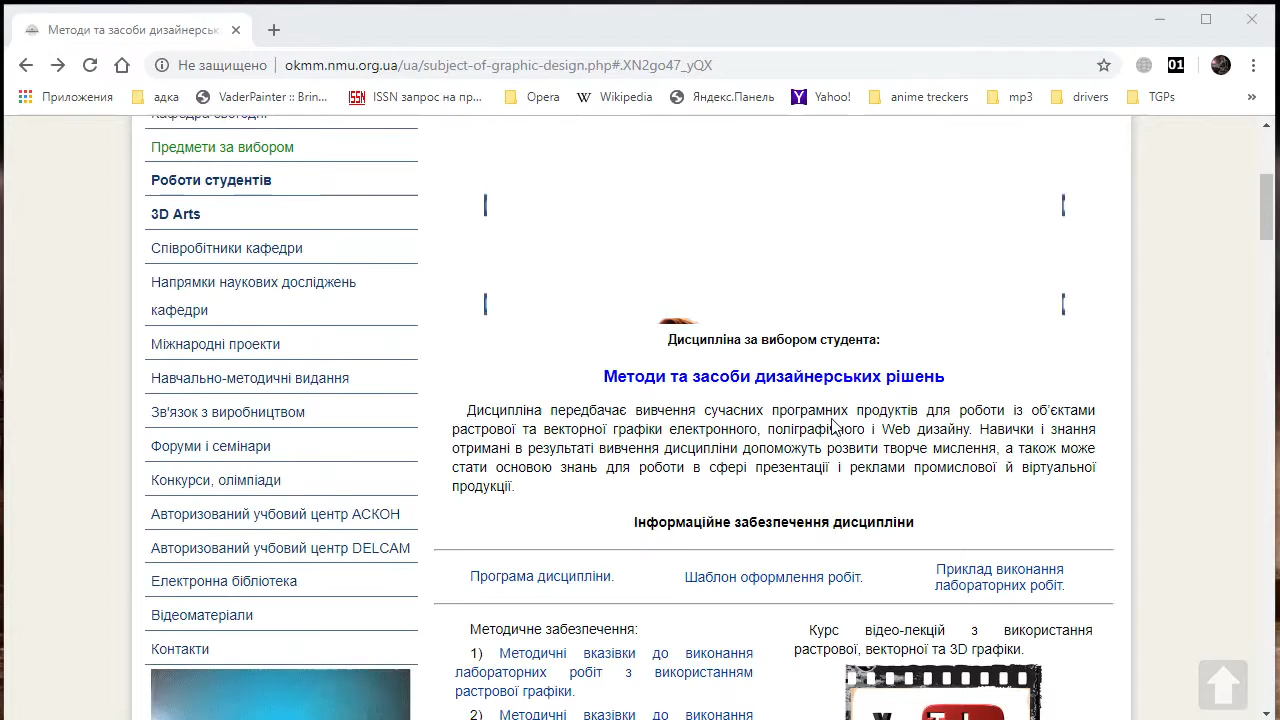 Методи та засоби дизайнерськ
Не защищено
okmm.nmu.org.ua/ua/subject-of-graphic-design.php#.XN2go47_yQX
01
Приложения
адка
VaderPainter :: Brin...
ISSN запрос на пр...
Opera
Wikipedia
Яндекс.Панель
Yahoo!
anime treckers
mp3
drivers
TGPs
»
Кафедра сьогодні
Предмети за вибором
Роботи студентів
3D Arts
Співробітники кафедри
Напрямки наукових досліджень
кафедри
Міжнародні проекти
Навчально-методичні видання
Зв'язок з виробництвом
Форуми і семінари
Конкурси, олімпіади
Авторизований учбовий центр АСКОН
Авторизований учбовий центр DELCAM
Електронна бібліотека
Відеоматеріали
Контакти
Дисципліна за вибором студента:
Методи та засоби дизайнерських рішень
Дисципліна передбачає вивчення сучасних програмних продуктів для роботи із об'єктами
растрової та векторної графіки електронного, поліграфічного і Web дизайну. Навички і знання
отримані в результаті вивчення дисципліни допоможуть розвити творче мислення, а також може
стати основою знань для роботи в сфері презентації і реклами промислової й віртуальної
продукції.
Інформаційне забезпечення дисципліни
Програма дисципліни.
Шаблон оформлення робіт.
Приклад виконання
лабораторних робіт.
Методичне забезпечення:
1) Методичні вказівки до виконання
лабораторних робіт з використанням
растрової графіки.
2) Методичні вказівки до виконання
Курс відео-лекцій з використання
растрової, векторної та 3D графіки.